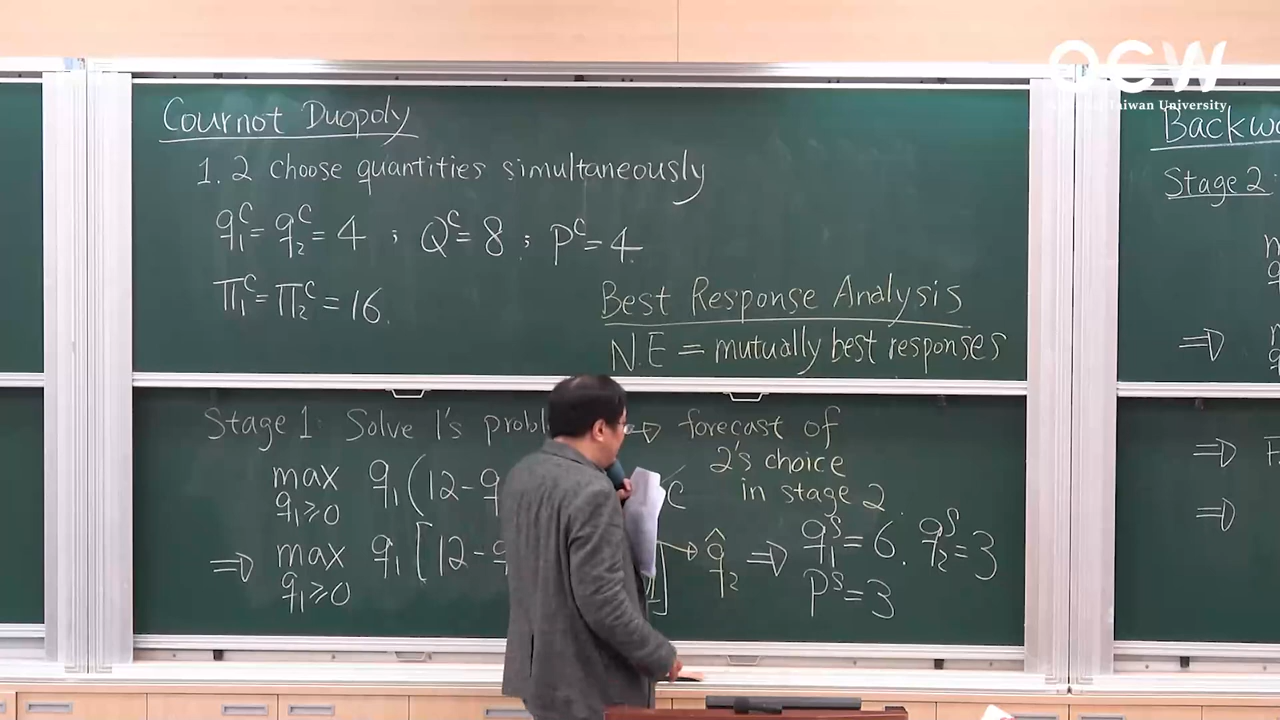 OCW
Taiwan University
Cournot Duopoly
1.2 choose quantities simultaneously
q₁ᶜ = q₂ᶜ = 4 ; Qᶜ = 8 ; Pᶜ = 4.
Π₁ᶜ = Π₂ᶜ = 16.
Best Response Analysis
N.E = mutually best responses
Stage 1: Solve 1's probl
⇒ forecast of
2's choice
in stage 2.
max q₁(12-q
q₁≥0
⇒ max q₁[12-q
q₁≥0
] → q̂₂ ⇒ q₁ˢ = 6. q₂ˢ = 3
Pˢ = 3
Backwa
Stage 2:
⇒
⇒ F
⇒